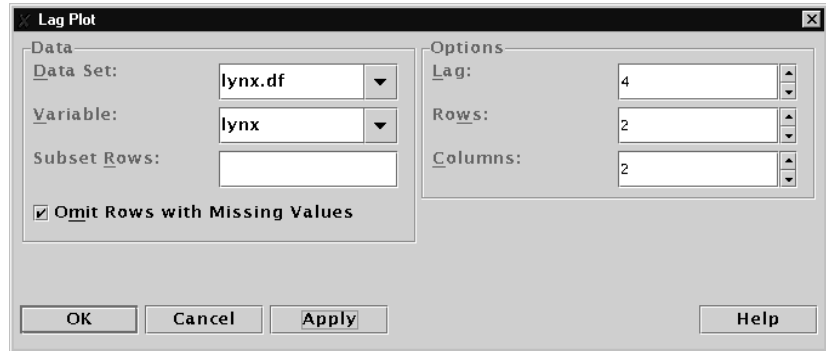 Lag Plot
Data
Data Set:
lynx.df
Variable:
lynx
Subset Rows:
Omit Rows with Missing Values
Options
Lag:
4
Rows:
2
Columns:
2
OK
Cancel
Apply
Help